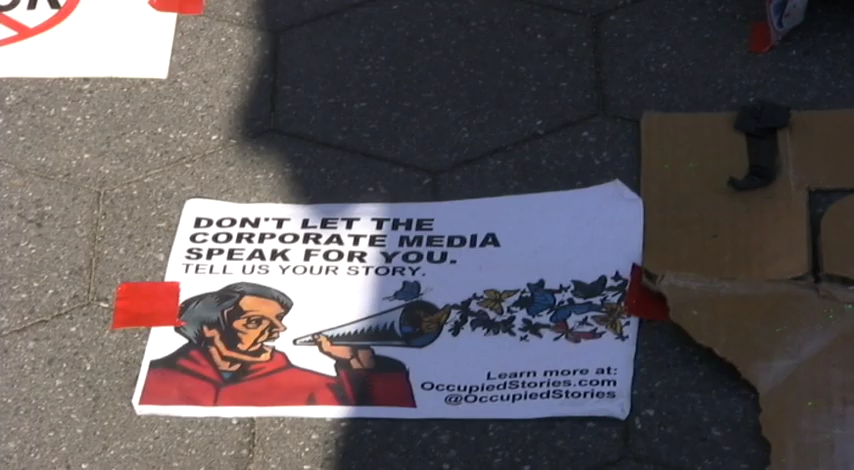 DON'T LET THE
CORPORATE MEDIA
SPEAK FOR YOU.
TELL US YOUR STORY.
Learn more at:
OccupiedStories.com
@OccupiedStories